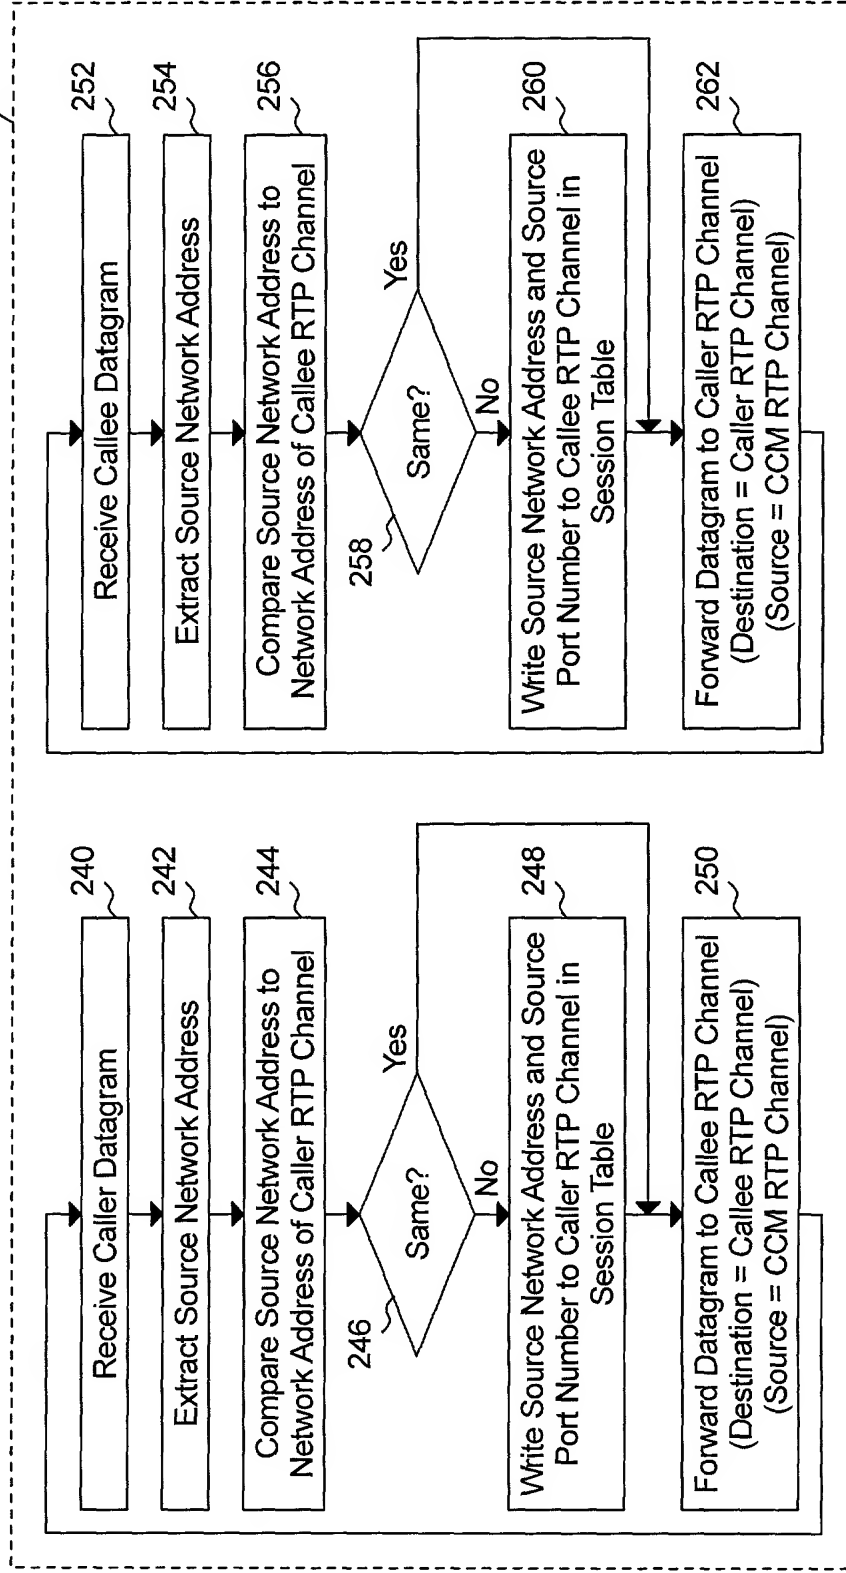 240
Receive Caller Datagram
242
Extract Source Network Address
244
Compare Source Network Address to
Network Address of Caller RTP Channel
246
Same?
Yes
No
248
Write Source Network Address and Source
Port Number to Caller RTP Channel in
Session Table
250
Forward Datagram to Callee RTP Channel
(Destination = Callee RTP Channel)
(Source = CCM RTP Channel)
252
Receive Callee Datagram
254
Extract Source Network Address
256
Compare Source Network Address to
Network Address of Callee RTP Channel
258
Same?
Yes
No
260
Write Source Network Address and Source
Port Number to Callee RTP Channel in
Session Table
262
Forward Datagram to Caller RTP Channel
(Destination = Caller RTP Channel)
(Source = CCM RTP Channel)